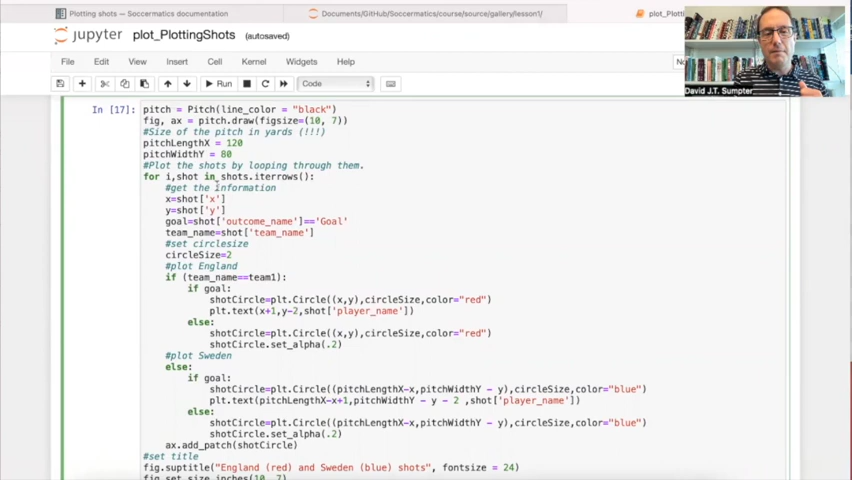 Plotting shots — Soccermatics documentation
Documents/GitHub/Soccermatics/course/source/gallery/lesson1/
plot_Plotti
jupyter plot_PlottingShots (autosaved)
File Edit View Insert Cell Kernel Widgets Help
Run Code
David J.T. Sumpter
In [17]: pitch = Pitch(line_color = "black")
fig, ax = pitch.draw(figsize=(10, 7))
#Size of the pitch in yards (!!!)
pitchLengthX = 120
pitchWidthY = 80
#Plot the shots by looping through them.
for i,shot in shots.iterrows():
#get the information
x=shot['x']
y=shot['y']
goal=shot['outcome_name']=='Goal'
team_name=shot['team_name']
#set circlesize
circleSize=2
#plot England
if (team_name==team1):
if goal:
shotCircle=plt.Circle((x,y),circleSize,color="red")
plt.text(x+1,y-2,shot['player_name'])
else:
shotCircle=plt.Circle((x,y),circleSize,color="red")
shotCircle.set_alpha(.2)
#plot Sweden
else:
if goal:
shotCircle=plt.Circle((pitchLengthX-x,pitchWidthY - y),circleSize,color="blue")
plt.text(pitchLengthX-x+1,pitchWidthY - y - 2 ,shot['player_name'])
else:
shotCircle=plt.Circle((pitchLengthX-x,pitchWidthY - y),circleSize,color="blue")
shotCircle.set_alpha(.2)
ax.add_patch(shotCircle)
#set title
fig.suptitle("England (red) and Sweden (blue) shots", fontsize = 24)
fig.set_size_inches(10, 7)